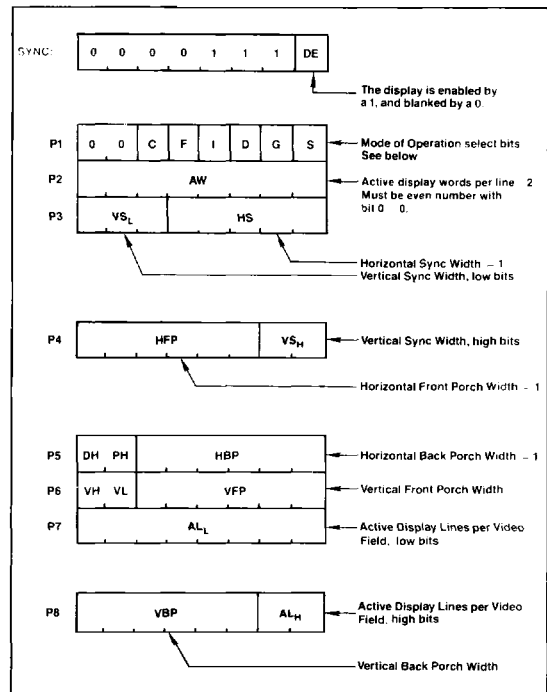 SYNC: 0 0 0 0 1 1 1 DE
The display is enabled by
a 1, and blanked by a 0.
P1 0 0 C F I D G S Mode of Operation select bits
See below
P2 AW Active display words per line 2
Must be even number with
bit 0 0.
P3 VSL HS
Horizontal Sync Width – 1
Vertical Sync Width, low bits
P4 HFP VSH Vertical Sync Width, high bits
Horizontal Front Porch Width – 1
P5 DH PH HBP Horizontal Back Porch Width – 1
P6 VH VL VFP Vertical Front Porch Width
P7 ALL Active Display Lines per Video
Field, low bits
P8 VBP ALH Active Display Lines per Video
Field, high bits
Vertical Back Porch Width